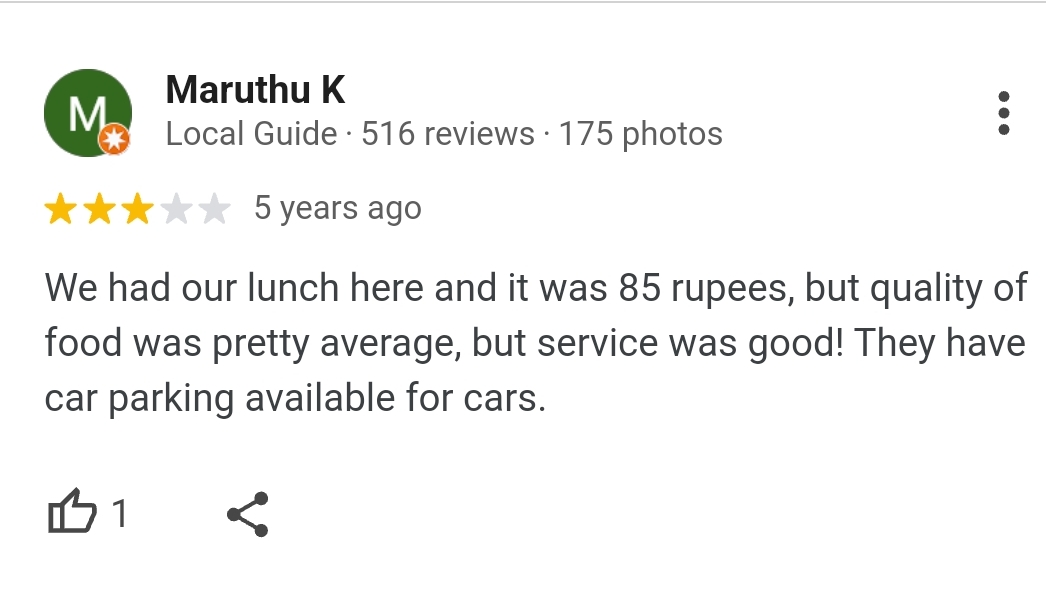 M
Maruthu K
Local Guide · 516 reviews · 175 photos
5 years ago
We had our lunch here and it was 85 rupees, but quality of
food was pretty average, but service was good! They have
car parking available for cars.
1